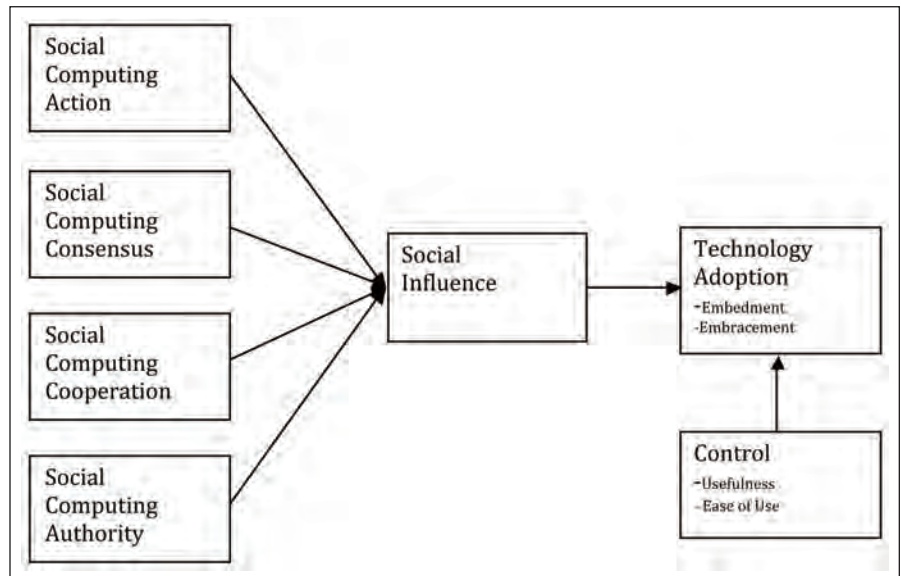 Social
Computing
Action
Social
Computing
Consensus
Social
Computing
Cooperation
Social
Computing
Authority
Social
Influence
Technology
Adoption
-Embedment
-Embracement
Control
-Usefulness
-Ease of Use